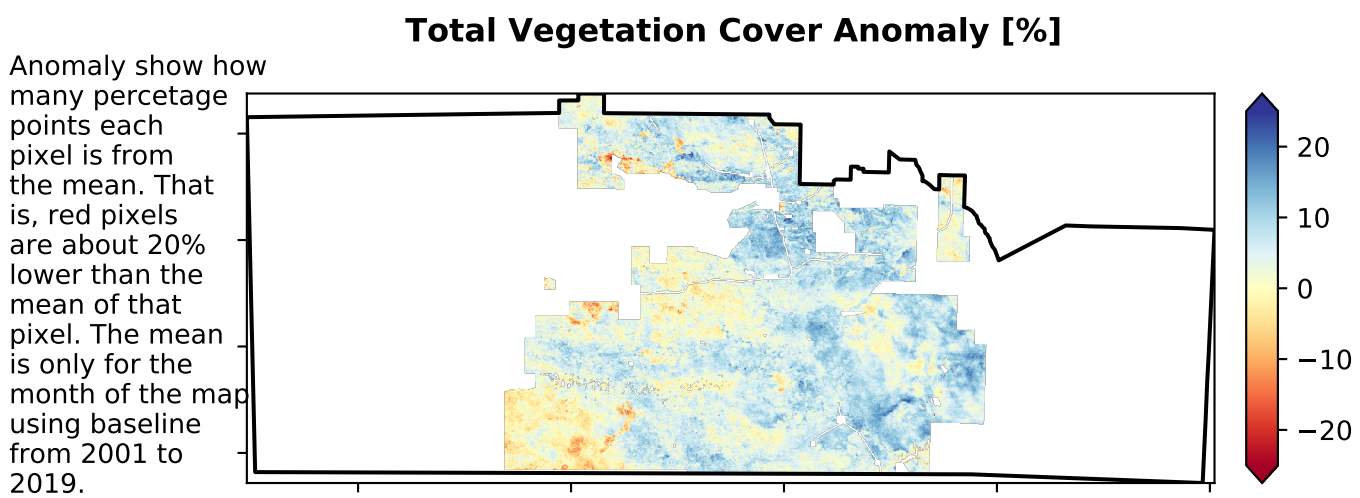 Total Vegetation Cover Anomaly [%]
Anomaly show how
many percetage
points each
pixel is from
the mean. That
is, red pixels
are about 20%
lower than the
mean of that
pixel. The mean
is only for the
month of the map
using baseline
from 2001 to
2019.
20
10
0
−10
−20